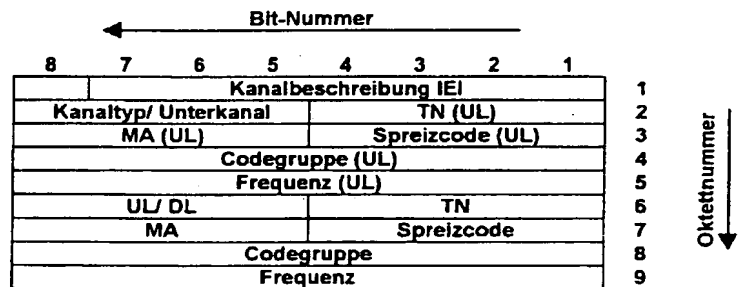 Bit-Nummer
8 7 6 5 4 3 2 1
Kanalbeschreibung IEI 1
Kanaltyp/ Unterkanal TN (UL) 2
MA (UL) Spreizcode (UL) 3
Codegruppe (UL) 4
Frequenz (UL) 5
UL/ DL TN 6
MA Spreizcode 7
Codegruppe 8
Frequenz 9
Oktettnummer